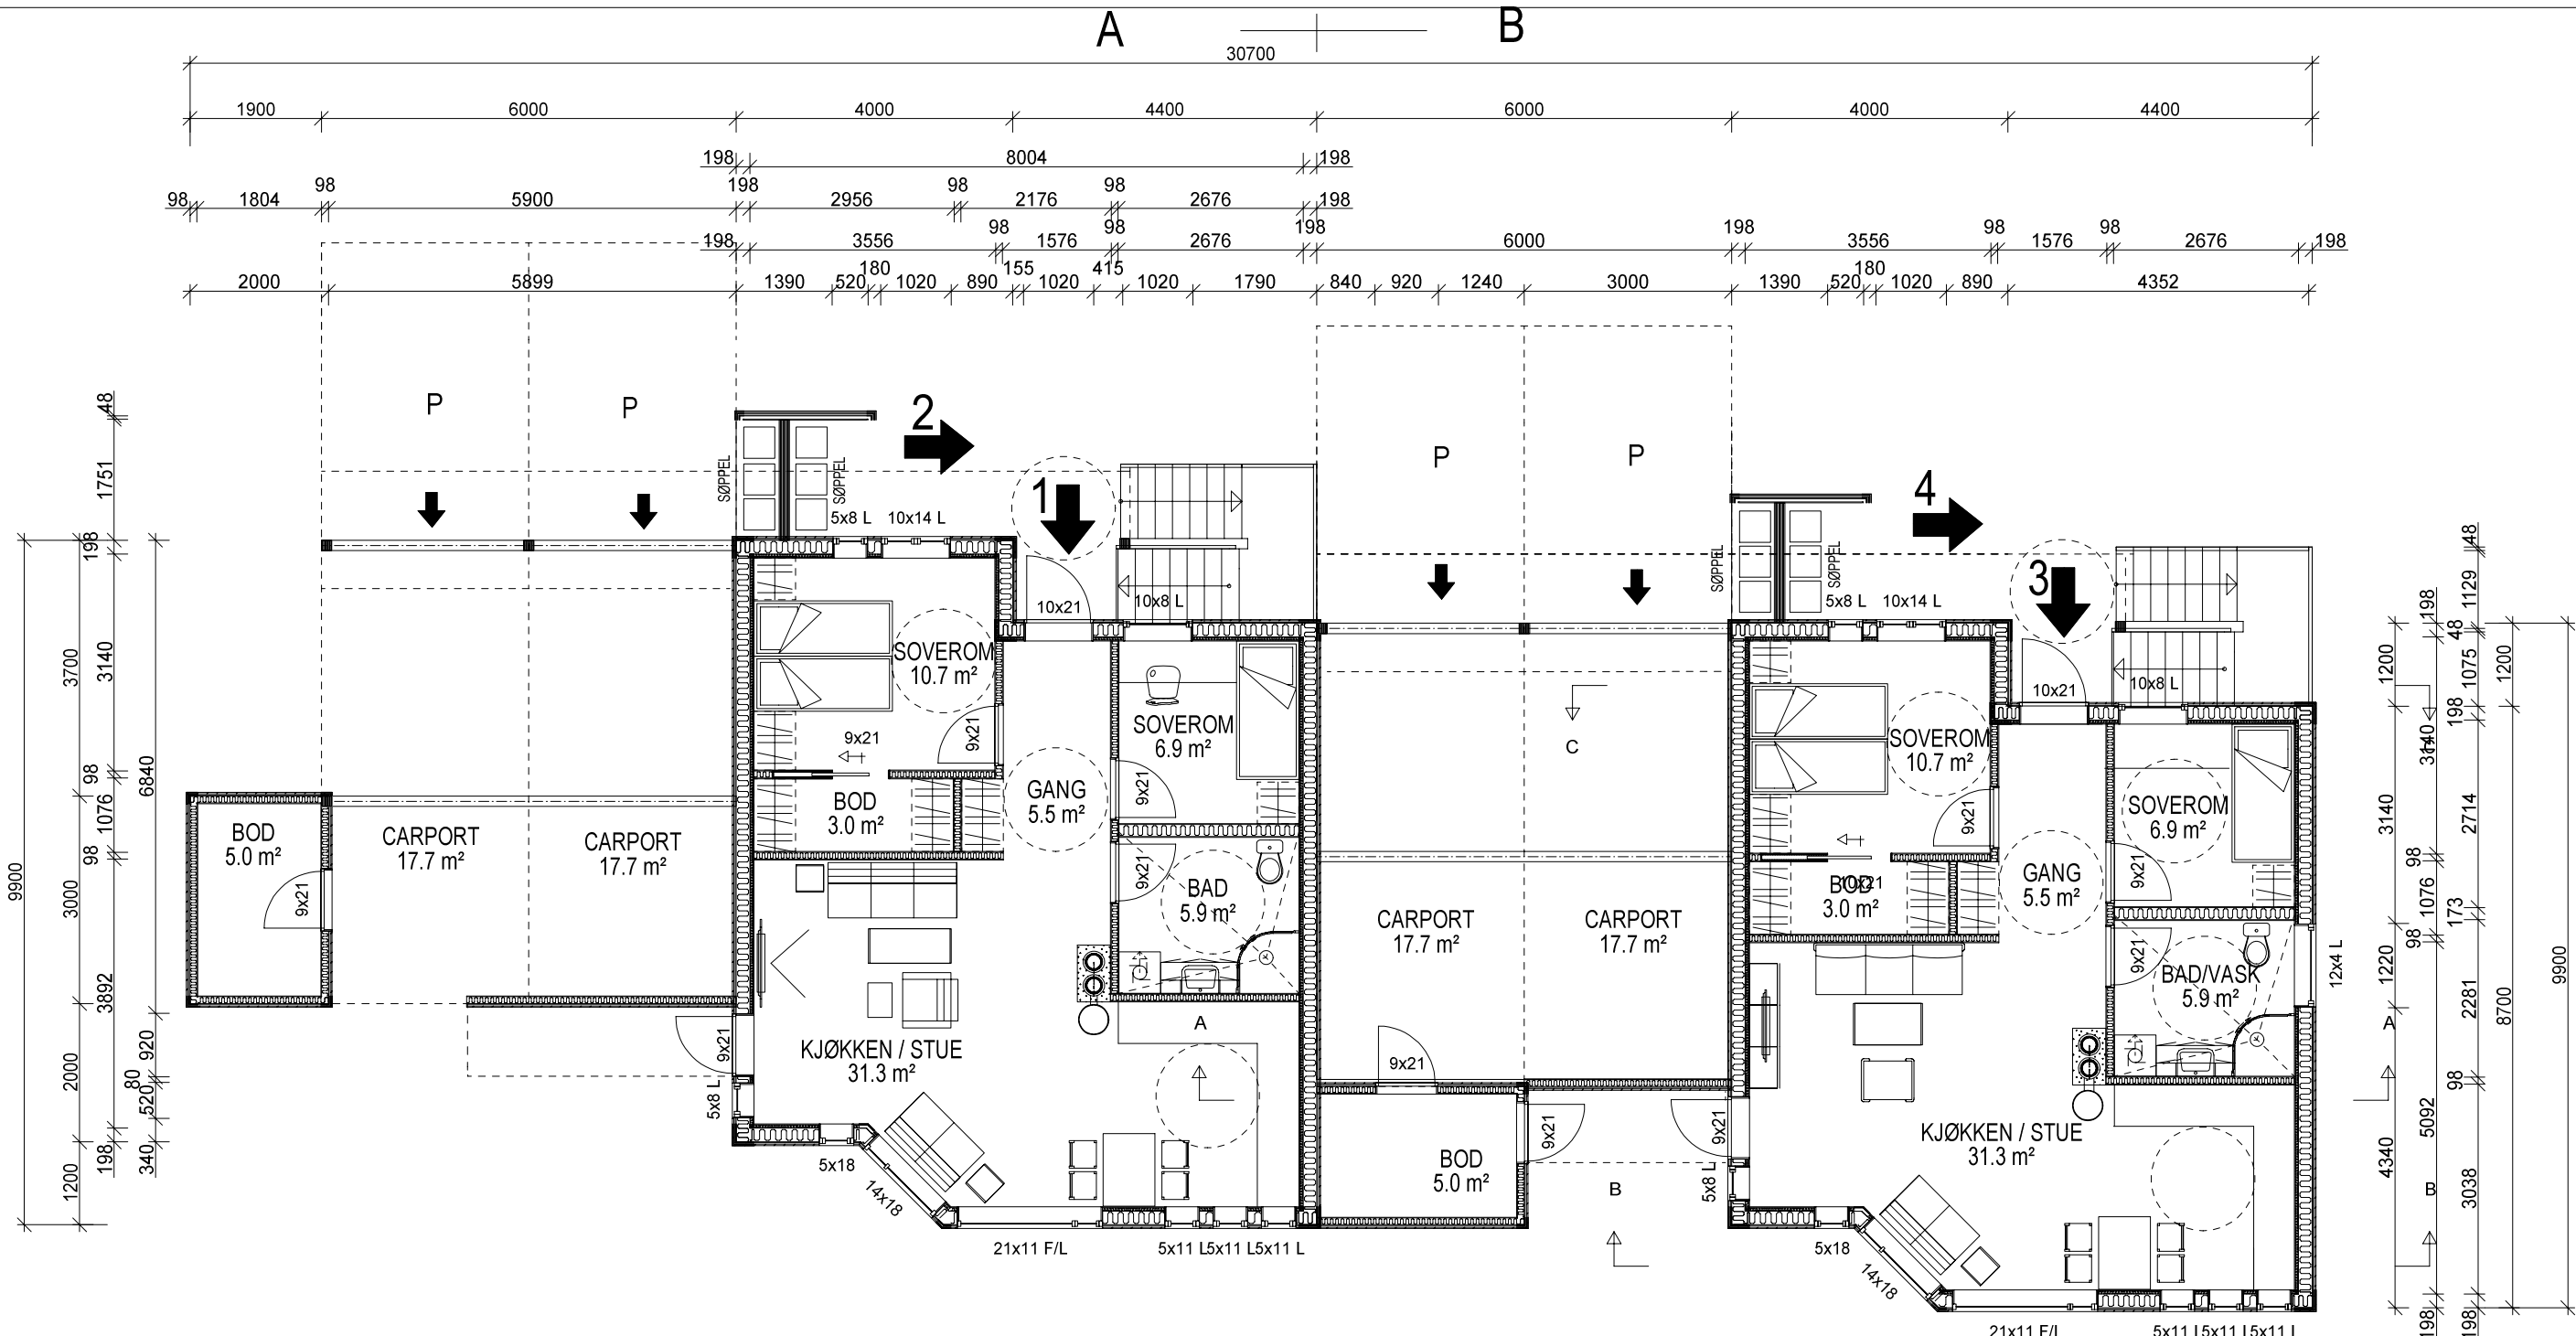 A B
30700
1900 6000 4000 4400 6000 4000 4400
198 8004 198
98 1804 98 5900 198 2956 98 2176 98 2676 198
198 3556 98 1576 98 2676 198 6000 198 3556 98 1576 98 2676 198
2000 5899 1390 520 180 1020 890 155 1020 415 1020 1790 840 920 1240 3000 1390 520 180 1020 890 4352
P P 2
SØPPEL SØPPEL
5x8 L 10x14 L
1
10x21 10x8 L
P P 4
SØPPEL SØPPEL
5x8 L 10x14 L
3
10x21 10x8 L
SOVEROM
10.7 m²
9x21
9x21
SOVEROM
6.9 m²
9x21
BOD
3.0 m²
GANG
5.5 m²
BOD
5.0 m²
9x21
CARPORT
17.7 m²
CARPORT
17.7 m²
9x21
BAD
5.9 m²
A
KJØKKEN / STUE
31.3 m²
9x21
5x8 L
5x18
14x18
21x11 F/L
5x11 L5x11 L5x11 L
C
CARPORT
17.7 m²
CARPORT
17.7 m²
9x21
BOD
5.0 m²
9x21
B
9x21
5x8 L
SOVEROM
10.7 m²
9x21
SOVEROM
6.9 m²
9x21
BOD
10x21
3.0 m²
GANG
5.5 m²
9x21
BAD/VASK
5.9 m²
12x4 L
KJØKKEN / STUE
31.3 m²
5x18
14x18
21x11 F/L
5x11 L5x11 L5x11 L
9900
3700 3000 2000 1200
48 1751 198 3140 98 1076 98 3892 198
6840 920 80 520 340
1200 3140 1220 4340
A
B
198 3140 98 1076 98 5092 198
48 1129 48 1075 198 2714 173 2281 98 3038 198
1200 8700
9900